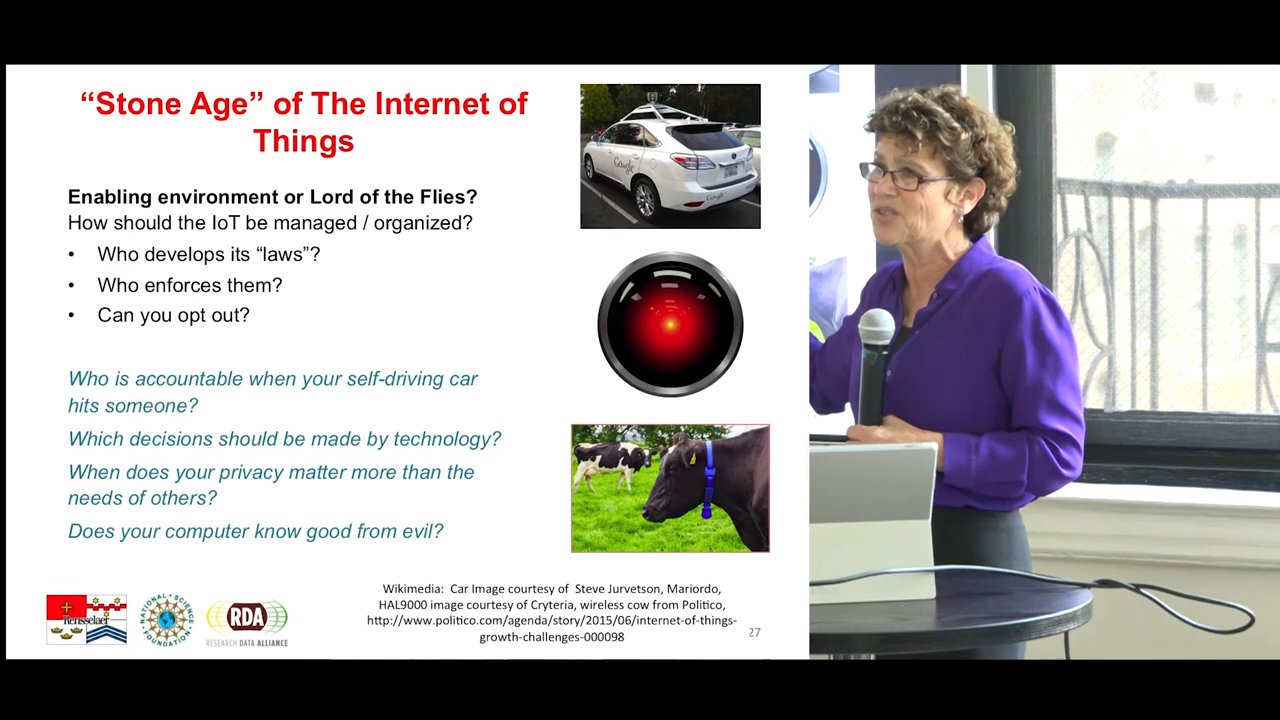 “Stone Age” of The Internet of
Things
Enabling environment or Lord of the Flies?
How should the IoT be managed / organized?
• Who develops its “laws”?
• Who enforces them?
• Can you opt out?
Who is accountable when your self-driving car
hits someone?
Which decisions should be made by technology?
When does your privacy matter more than the
needs of others?
Does your computer know good from evil?
Google
Google
Rensselaer
NATIONAL SCIENCE FOUNDATION
RDA
RESEARCH DATA ALLIANCE
Wikimedia: Car Image courtesy of Steve Jurvetson, Mariordo,
HAL9000 image courtesy of Cryteria, wireless cow from Politico,
http://www.politico.com/agenda/story/2015/06/internet-of-things-
growth-challenges-000098
27